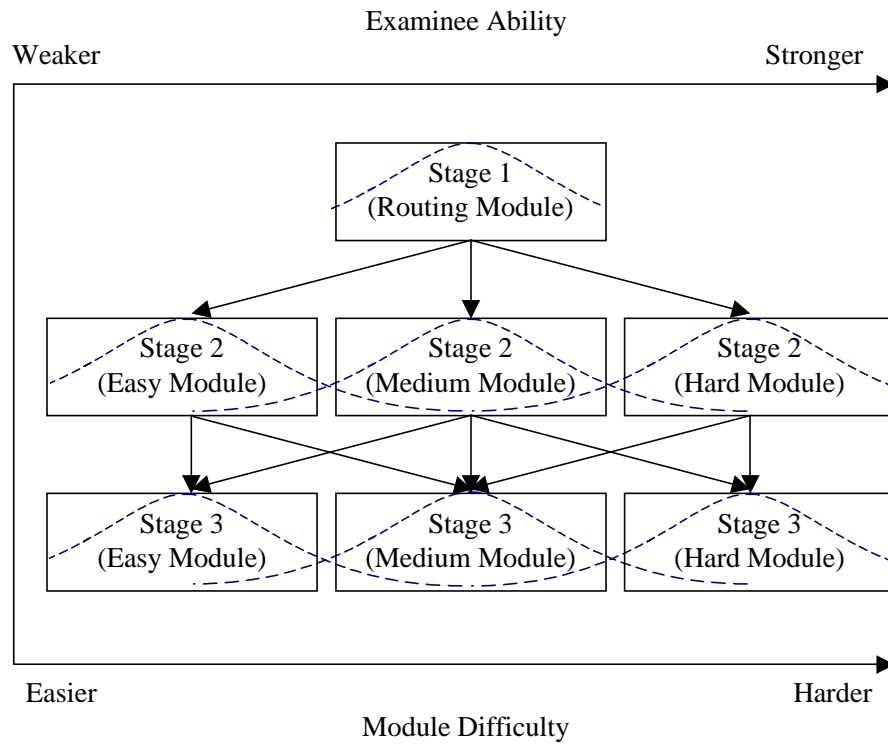 Examinee Ability
Weaker
Stronger
Stage 1
(Routing Module)
Stage 2
(Easy Module)
Stage 2
(Medium Module)
Stage 2
(Hard Module)
Stage 3
(Easy Module)
Stage 3
(Medium Module)
Stage 3
(Hard Module)
Easier
Harder
Module Difficulty